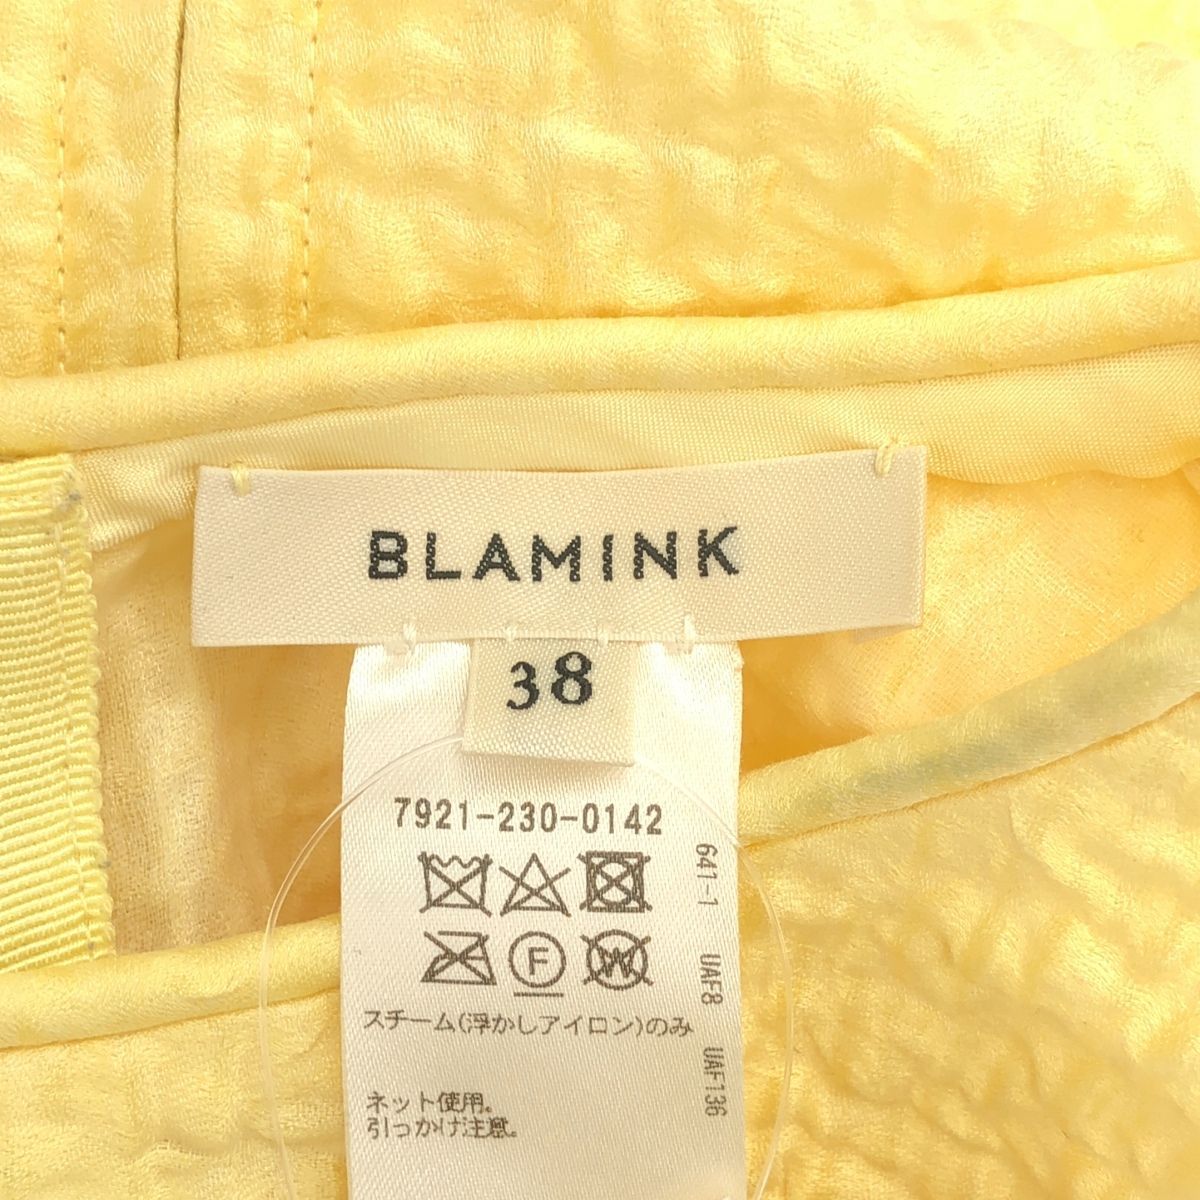 BLAMINK
38
7921-230-0142
F
W
スチーム(浮かしアイロン)のみ
ネット使用。
引っかけ注意。
641-1 UAF8 UAF136